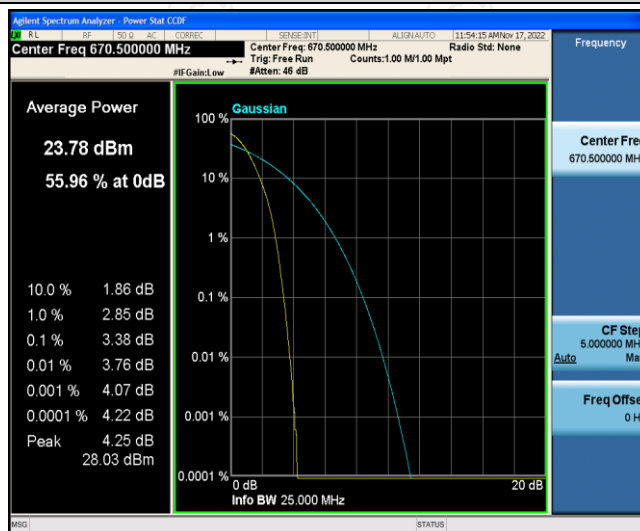 Agilent Spectrum Analyzer - Power Stat CCDF
RL RF 50 Ω AC CORREC SENSE:INT ALIGNAUTO 11:54:15 AM Nov 17, 2022
Center Freq 670.500000 MHz Center Freq: 670.500000 MHz Radio Std: None
Trig: Free Run Counts:1.00 M/1.00 Mpt
#IFGain:Low #Atten: 46 dB
Frequency
Average Power
23.78 dBm
55.96 % at 0dB
10.0 % 1.86 dB
1.0 % 2.85 dB
0.1 % 3.38 dB
0.01 % 3.76 dB
0.001 % 4.07 dB
0.0001 % 4.22 dB
Peak 4.25 dB
28.03 dBm
Gaussian
100 %
10 %
1 %
0.1 %
0.01 %
0.001 %
0.0001 %
0 dB 20 dB
Info BW 25.000 MHz
Center Fre
670.500000 MH
CF Ste
5.000000 MH
Auto Ma
Freq Offse
0 H
MSG STATUS